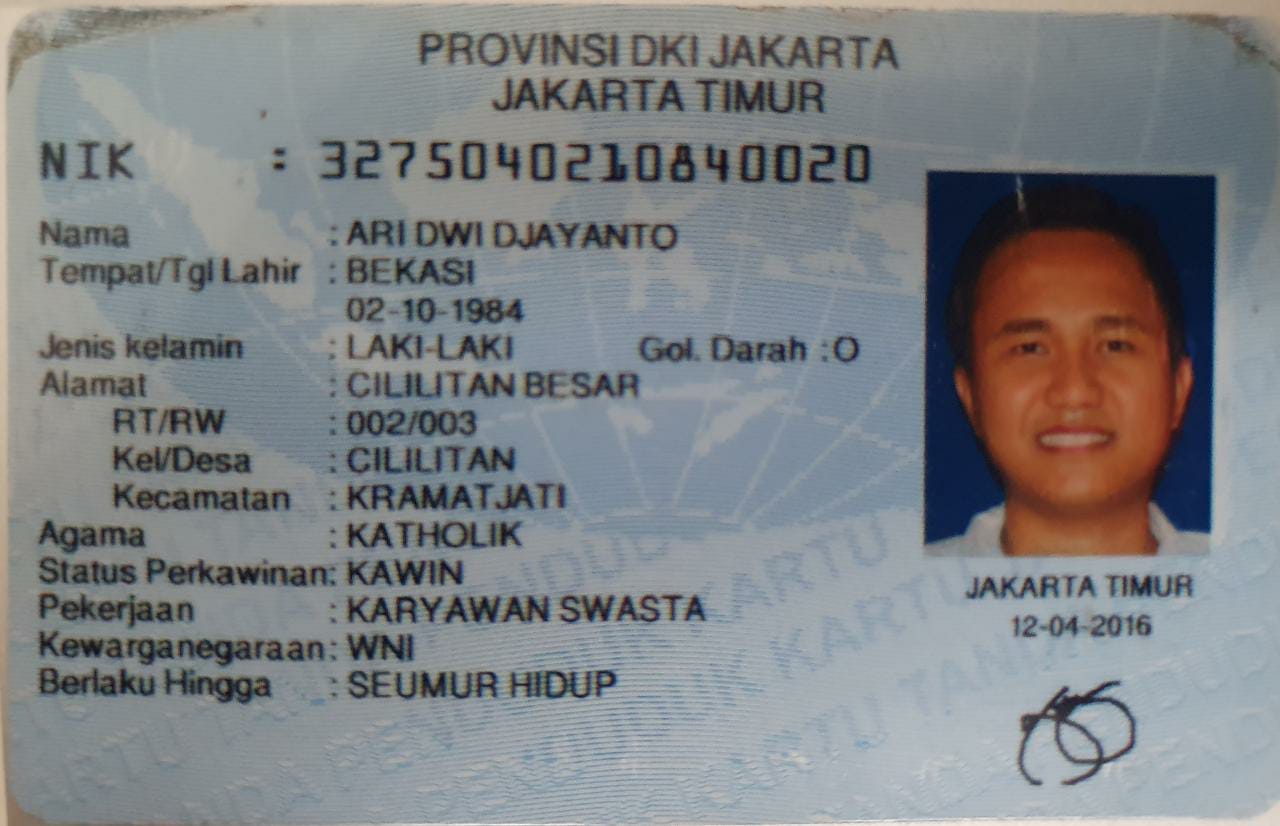 PROVINSI DKI JAKARTA
JAKARTA TIMUR
NIK : 3275040210840020
Nama : ARI DWI DJAYANTO
Tempat/Tgl Lahir : BEKASI
02-10-1984
Jenis kelamin : LAKI-LAKI Gol. Darah :O
Alamat : CILILITAN BESAR
RT/RW : 002/003
Kel/Desa : CILILITAN
Kecamatan : KRAMATJATI
Agama : KATHOLIK
Status Perkawinan: KAWIN
Pekerjaan : KARYAWAN SWASTA
Kewarganegaraan: WNI
Berlaku Hingga : SEUMUR HIDUP
JAKARTA TIMUR
12-04-2016